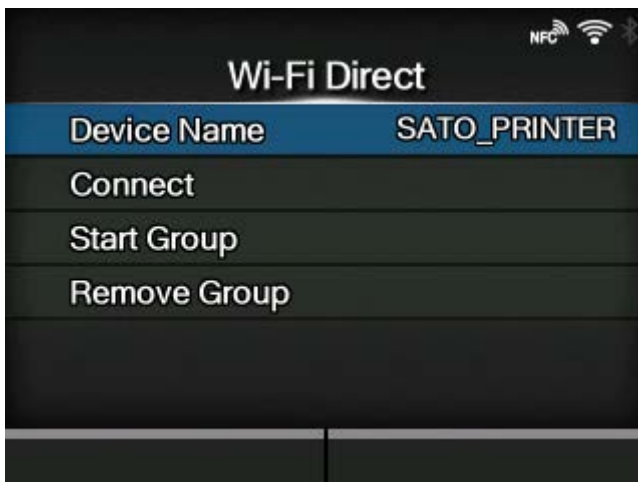 NFC
Wi-Fi Direct
Device Name SATO_PRINTER
Connect
Start Group
Remove Group